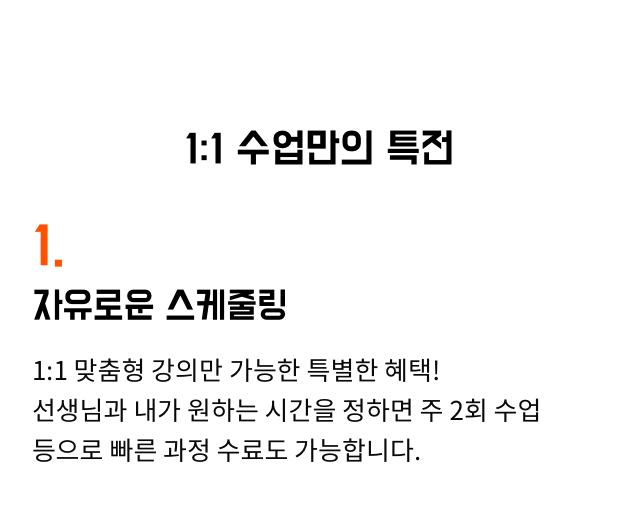 1:1 수업만의 특전
1.
자유로운 스케줄링
1:1 맞춤형 강의만 가능한 특별한 혜택!
선생님과 내가 원하는 시간을 정하면 주 2회 수업
등으로 빠른 과정 수료도 가능합니다.